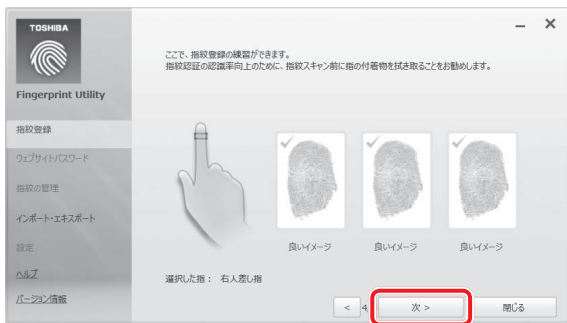 TOSHIBA
Fingerprint Utility
指紋登録
ウェブサイトパスワード
指紋の管理
インポート・エキスポート
設定
ヘルプ
バージョン情報
ここで、指紋登録の練習ができます。
指紋認証の認識率向上のために、指紋スキャン前に指の付着物を拭き取ることをお勧めします。
良いイメージ
良いイメージ
良いイメージ
選択した指： 右人差し指
< 4 次 > 閉じる